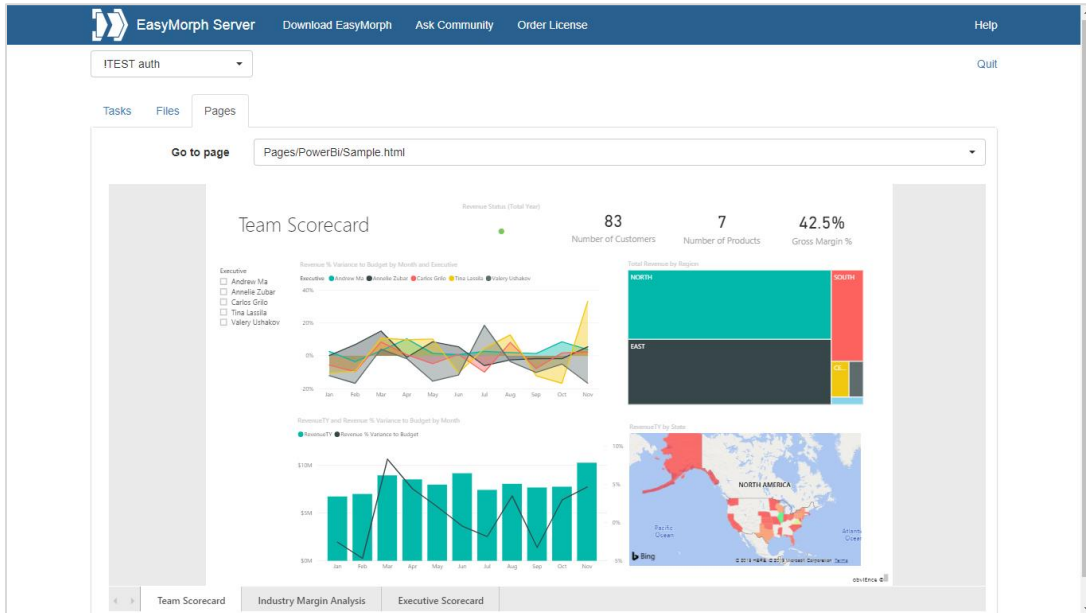 EasyMorph Server Download EasyMorph Ask Community Order License Help
!TEST auth Quit
Tasks Files Pages
Go to page Pages/PowerBi/Sample.html
Team Scorecard
Revenue Status (Total Year)
83
Number of Customers
7
Number of Products
42.5%
Gross Margin %
Executive
Andrew Ma
Annelie Zubar
Carlos Grilo
Tina Lassila
Valery Ushakov
Revenue % Variance to Budget by Month and Executive
Executive Andrew Ma Annelie Zubar Carlos Grilo Tina Lassila Valery Ushakov
40%
20%
0%
-20%
Jan Feb Mar Apr May Jun Jul Aug Sep Oct Nov
Total Revenue by Region
NORTH
SOUTH
EAST
CE...
RevenueTY and Revenue % Variance to Budget by Month
RevenueTY Revenue % Variance to Budget
$10M
$5M
$0M
10%
5%
0%
5%
Jan Feb Mar Apr May Jun Jul Aug Sep Oct Nov
RevenueTY by State
NORTH AMERICA
Pacific
Ocean
Bing
obviEnce ©
Team Scorecard Industry Margin Analysis Executive Scorecard